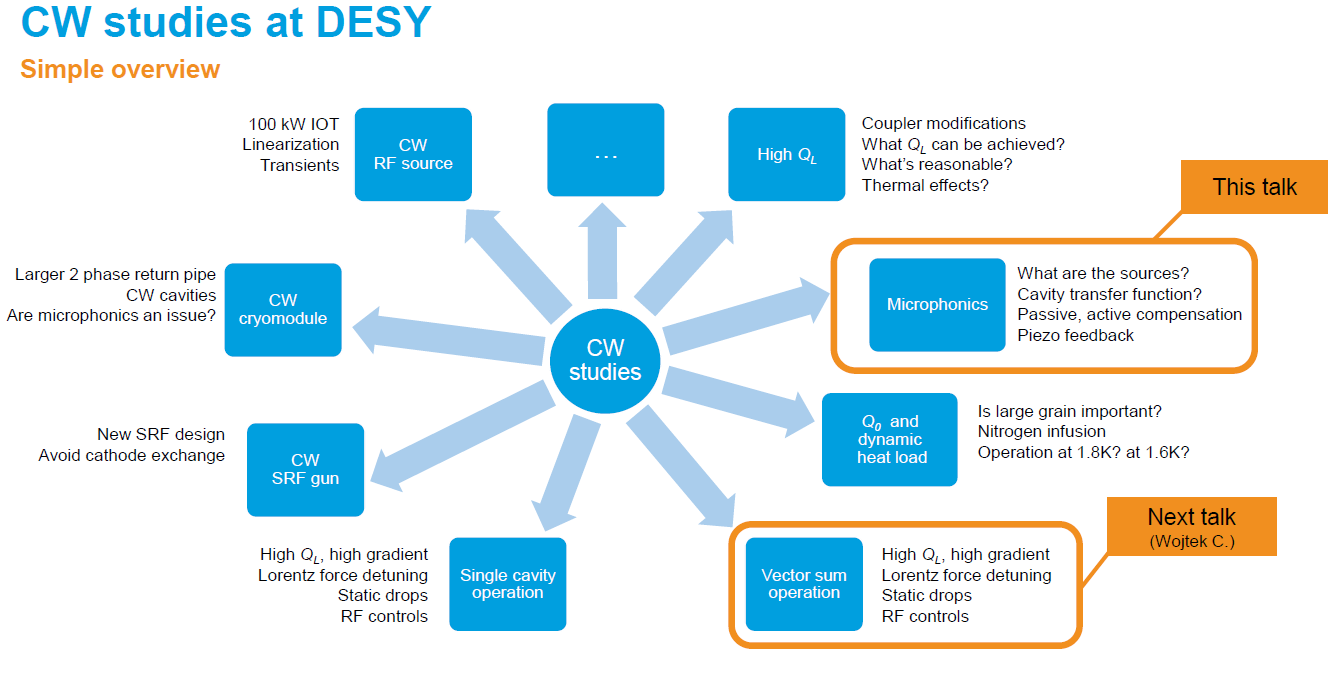 CW studies at DESY
Simple overview
100 kW IOT
Linearization
Transients
CW
RF source
...
High QL
Coupler modifications
What QL can be achieved?
What's reasonable?
Thermal effects?
This talk
Larger 2 phase return pipe
CW cavities
Are microphonics an issue?
CW
cryomodule
Microphonics
What are the sources?
Cavity transfer function?
Passive, active compensation
Piezo feedback
CW
studies
New SRF design
Avoid cathode exchange
CW
SRF gun
Q0 and
dynamic
heat load
Is large grain important?
Nitrogen infusion
Operation at 1.8K? at 1.6K?
Next talk
(Wojtek C.)
High QL, high gradient
Lorentz force detuning
Static drops
RF controls
Single cavity
operation
Vector sum
operation
High QL, high gradient
Lorentz force detuning
Static drops
RF controls